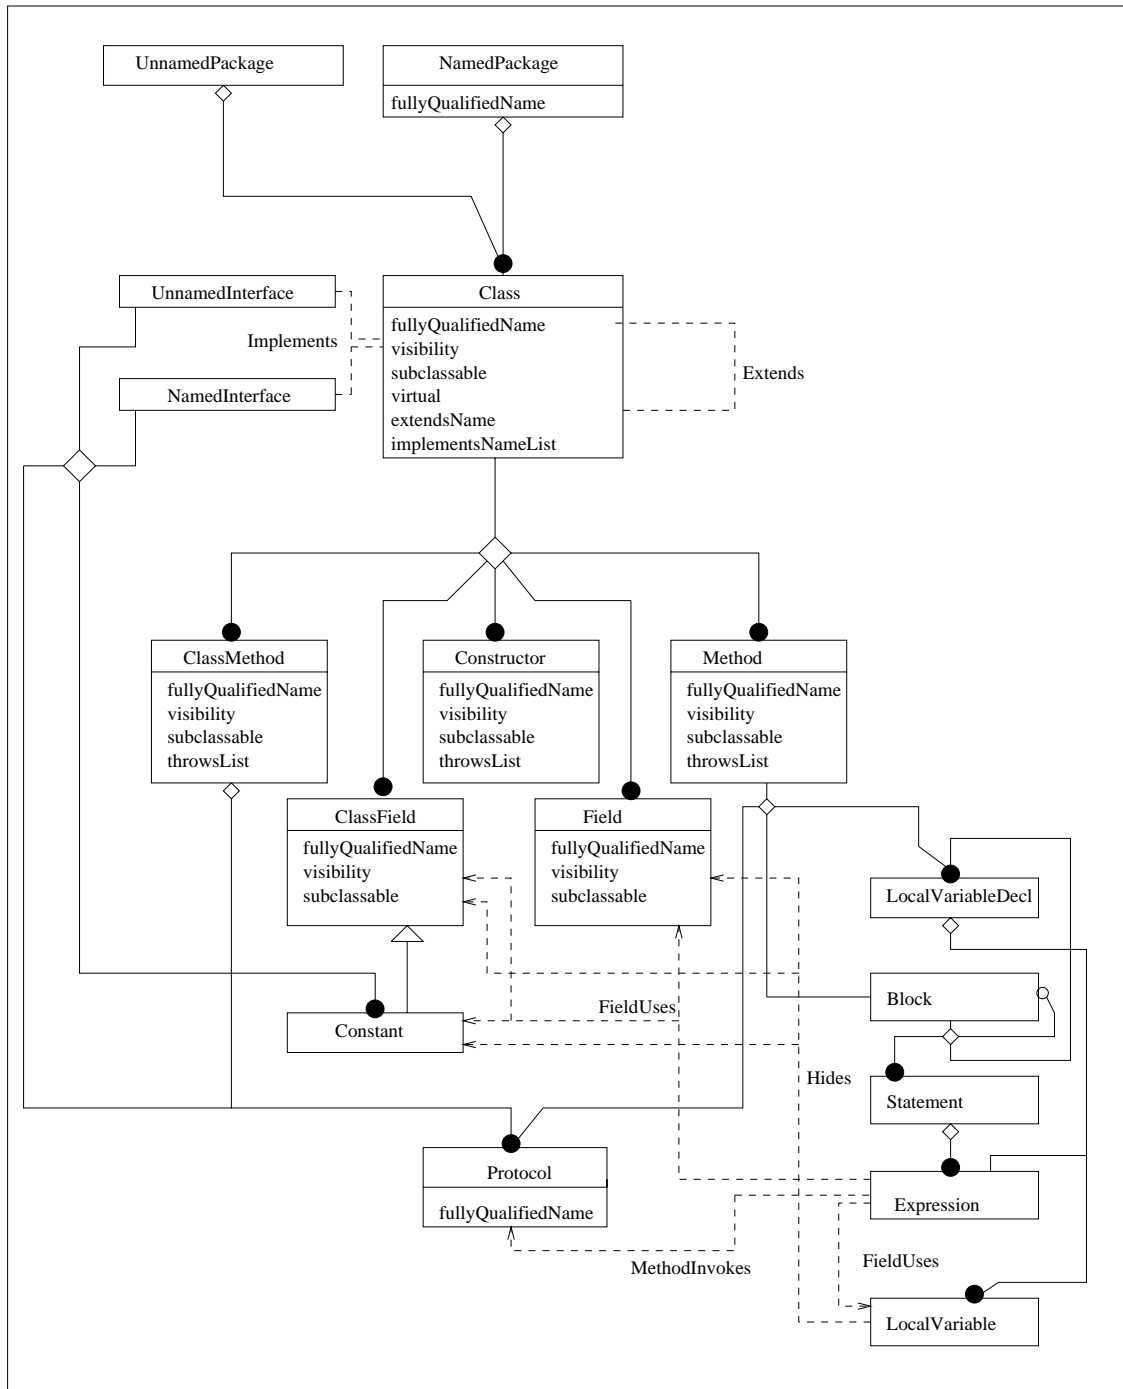 UnnamedPackage
NamedPackage
fullyQualifiedName
UnnamedInterface
Implements
NamedInterface
Class
fullyQualifiedName
visibility
subclassable
virtual
extendsName
implementsNameList
Extends
ClassMethod
fullyQualifiedName
visibility
subclassable
throwsList
Constructor
fullyQualifiedName
visibility
subclassable
throwsList
Method
fullyQualifiedName
visibility
subclassable
throwsList
ClassField
fullyQualifiedName
visibility
subclassable
Field
fullyQualifiedName
visibility
subclassable
LocalVariableDecl
Block
FieldUses
Constant
Hides
Statement
Protocol
fullyQualifiedName
Expression
MethodInvokes
FieldUses
LocalVariable